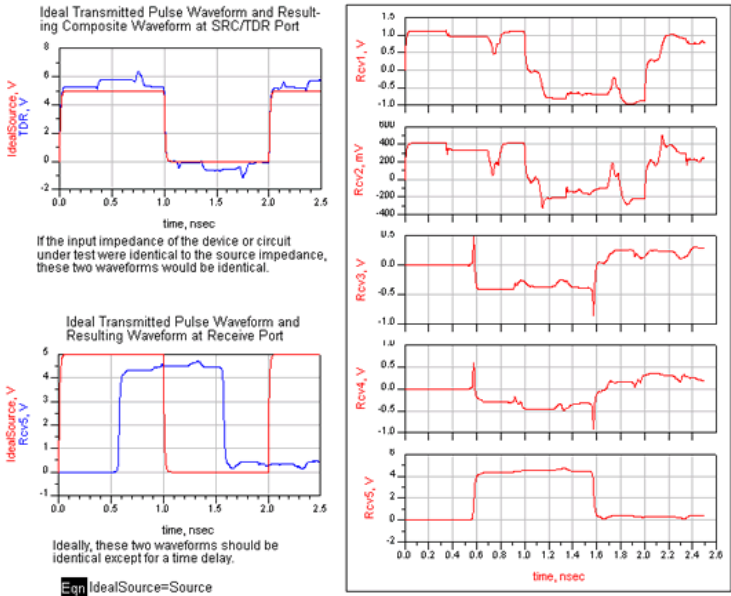 Ideal Transmitted Pulse Waveform and Result-
ing Composite Waveform at SRC/TDR Port
IdealSource, V
TDR, V
8
6
4
2
0
-2
0.0 0.5 1.0 1.5 2.0 2.5
time, nsec
If the input impedance of the device or circuit
under test were identical to the source impedance,
these two waveforms would be identical.
Ideal Transmitted Pulse Waveform and
Resulting Waveform at Receive Port
IdealSource, V
Rcv5, V
5
4
3
2
1
0
-1
0.0 0.5 1.0 1.5 2.0 2.5
time, nsec
Ideally, these two waveforms should be
identical except for a time delay.
Eqn IdealSource=Source
Rcv1, V
1.5
1.0
0.5
0.0
-0.5
-1.0
Rcv2, mV
600
400
200
0
-200
-400
Rcv3, V
0.5
0.0
-0.5
-1.0
Rcv4, V
1.0
0.5
0.0
-0.5
-1.0
Rcv5, V
6
4
2
0
-2
0.0 0.2 0.4 0.6 0.8 1.0 1.2 1.4 1.6 1.8 2.0 2.2 2.4 2.6
time, nsec